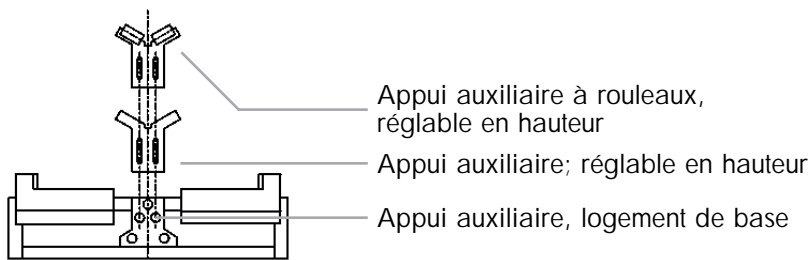 Appui auxiliaire à rouleaux,
réglable en hauteur
Appui auxiliaire; réglable en hauteur
Appui auxiliaire, logement de base